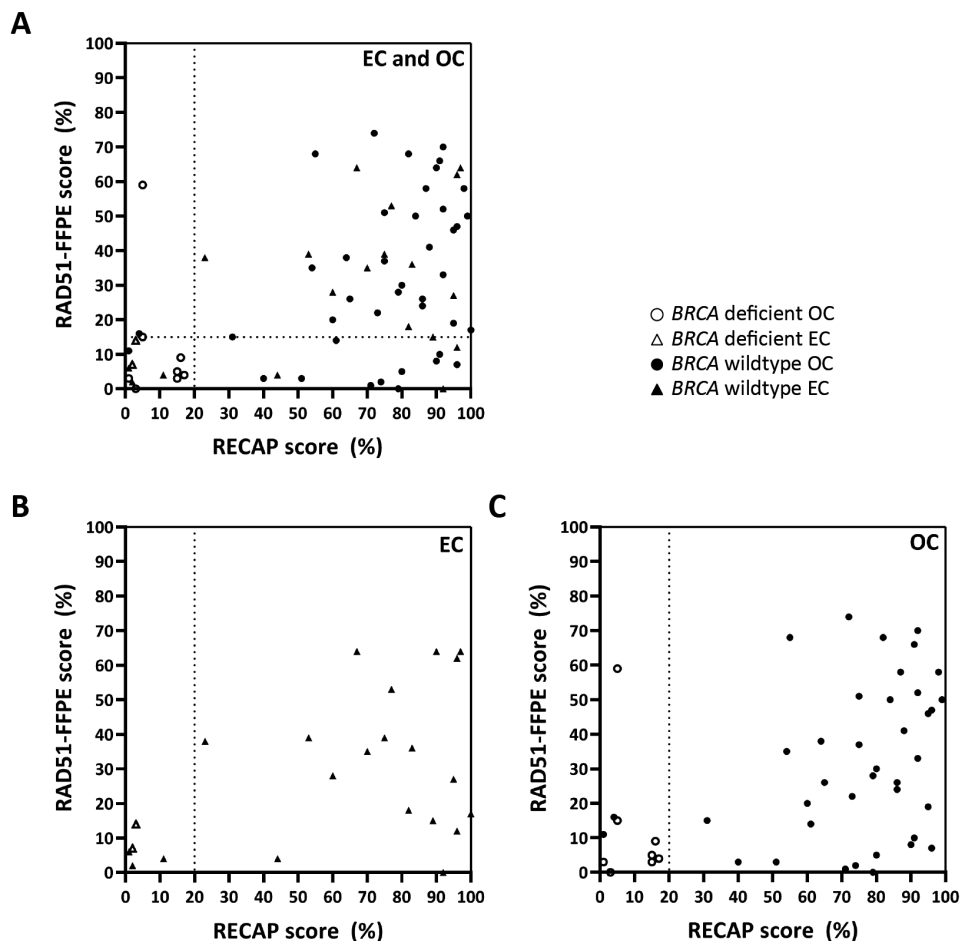 A
EC and OC
100
90
80
70
60
50
40
30
20
10
0
RAD51-FFPE score (%)
0 10 20 30 40 50 60 70 80 90 100
RECAP score (%)
BRCA deficient OC
BRCA deficient EC
BRCA wildtype OC
BRCA wildtype EC
B
EC
100
90
80
70
60
50
40
30
20
10
0
RAD51-FFPE score (%)
0 10 20 30 40 50 60 70 80 90 100
RECAP score (%)
C
OC
100
90
80
70
60
50
40
30
20
10
0
RAD51-FFPE score (%)
0 10 20 30 40 50 60 70 80 90 100
RECAP score (%)